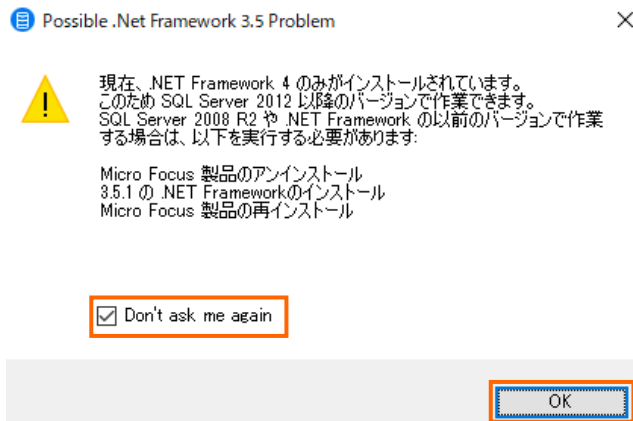 Possible .Net Framework 3.5 Problem
現在、.NET Framework 4 のみがインストールされています。
このため SQL Server 2012 以降のバージョンで作業できます。
SQL Server 2008 R2 や .NET Framework の以前のバージョンで作業
する場合は、以下を実行する必要があります:
Micro Focus 製品のアンインストール
3.5.1 の .NET Frameworkのインストール
Micro Focus 製品の再インストール
Don't ask me again
OK